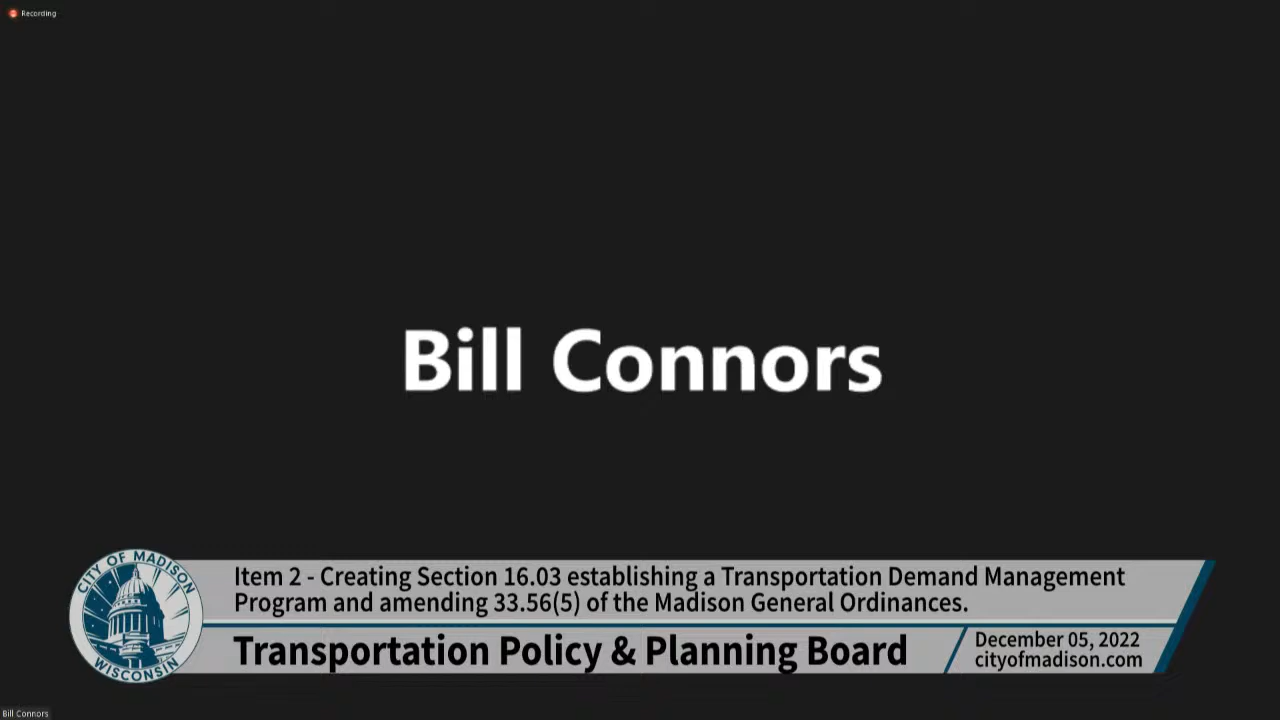 Recording
Bill Connors
CITY OF MADISON
WISCONSIN
Item 2 - Creating Section 16.03 establishing a Transportation Demand Management
Program and amending 33.56(5) of the Madison General Ordinances.
Transportation Policy & Planning Board
December 05, 2022
cityofmadison.com
Bill Connors